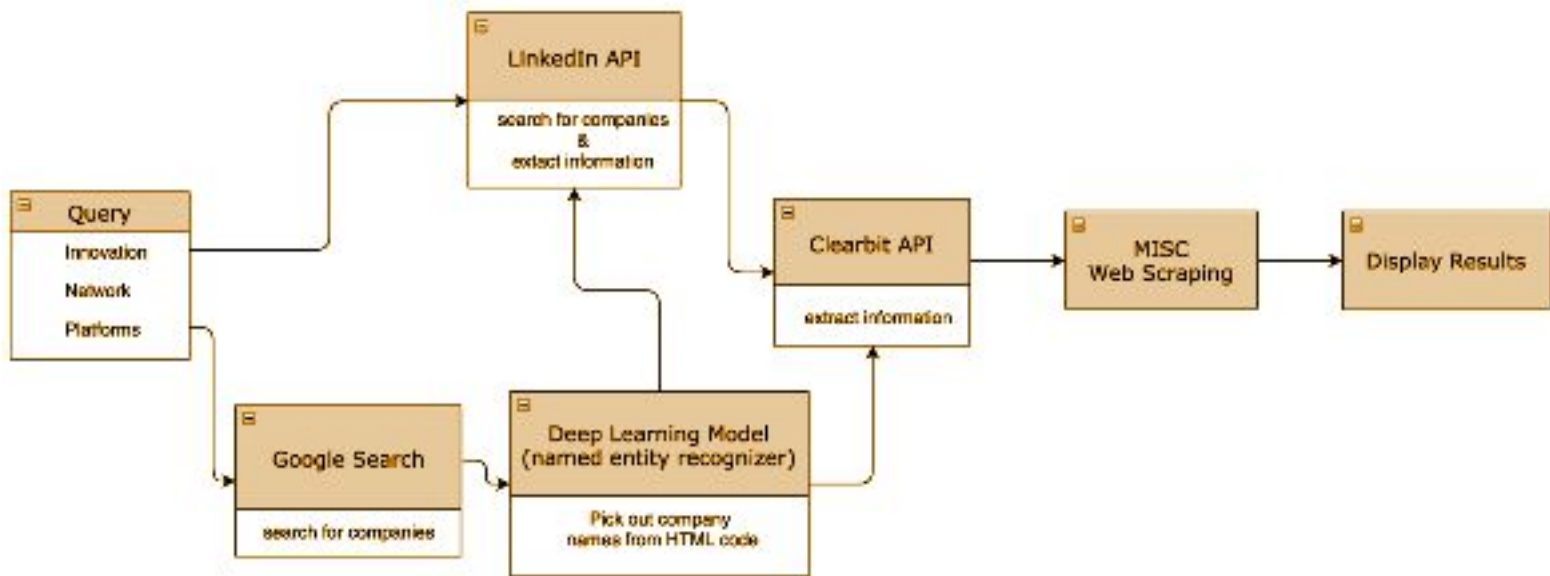 LinkedIn API
search for companies
&
extact information
Query
Innovation
Network
Platforms
Clearbit API
extract information
MISC
Web Scraping
Display Results
Google Search
search for companies
Deep Learning Model
(named entity recognizer)
Pick out company
names from HTML code